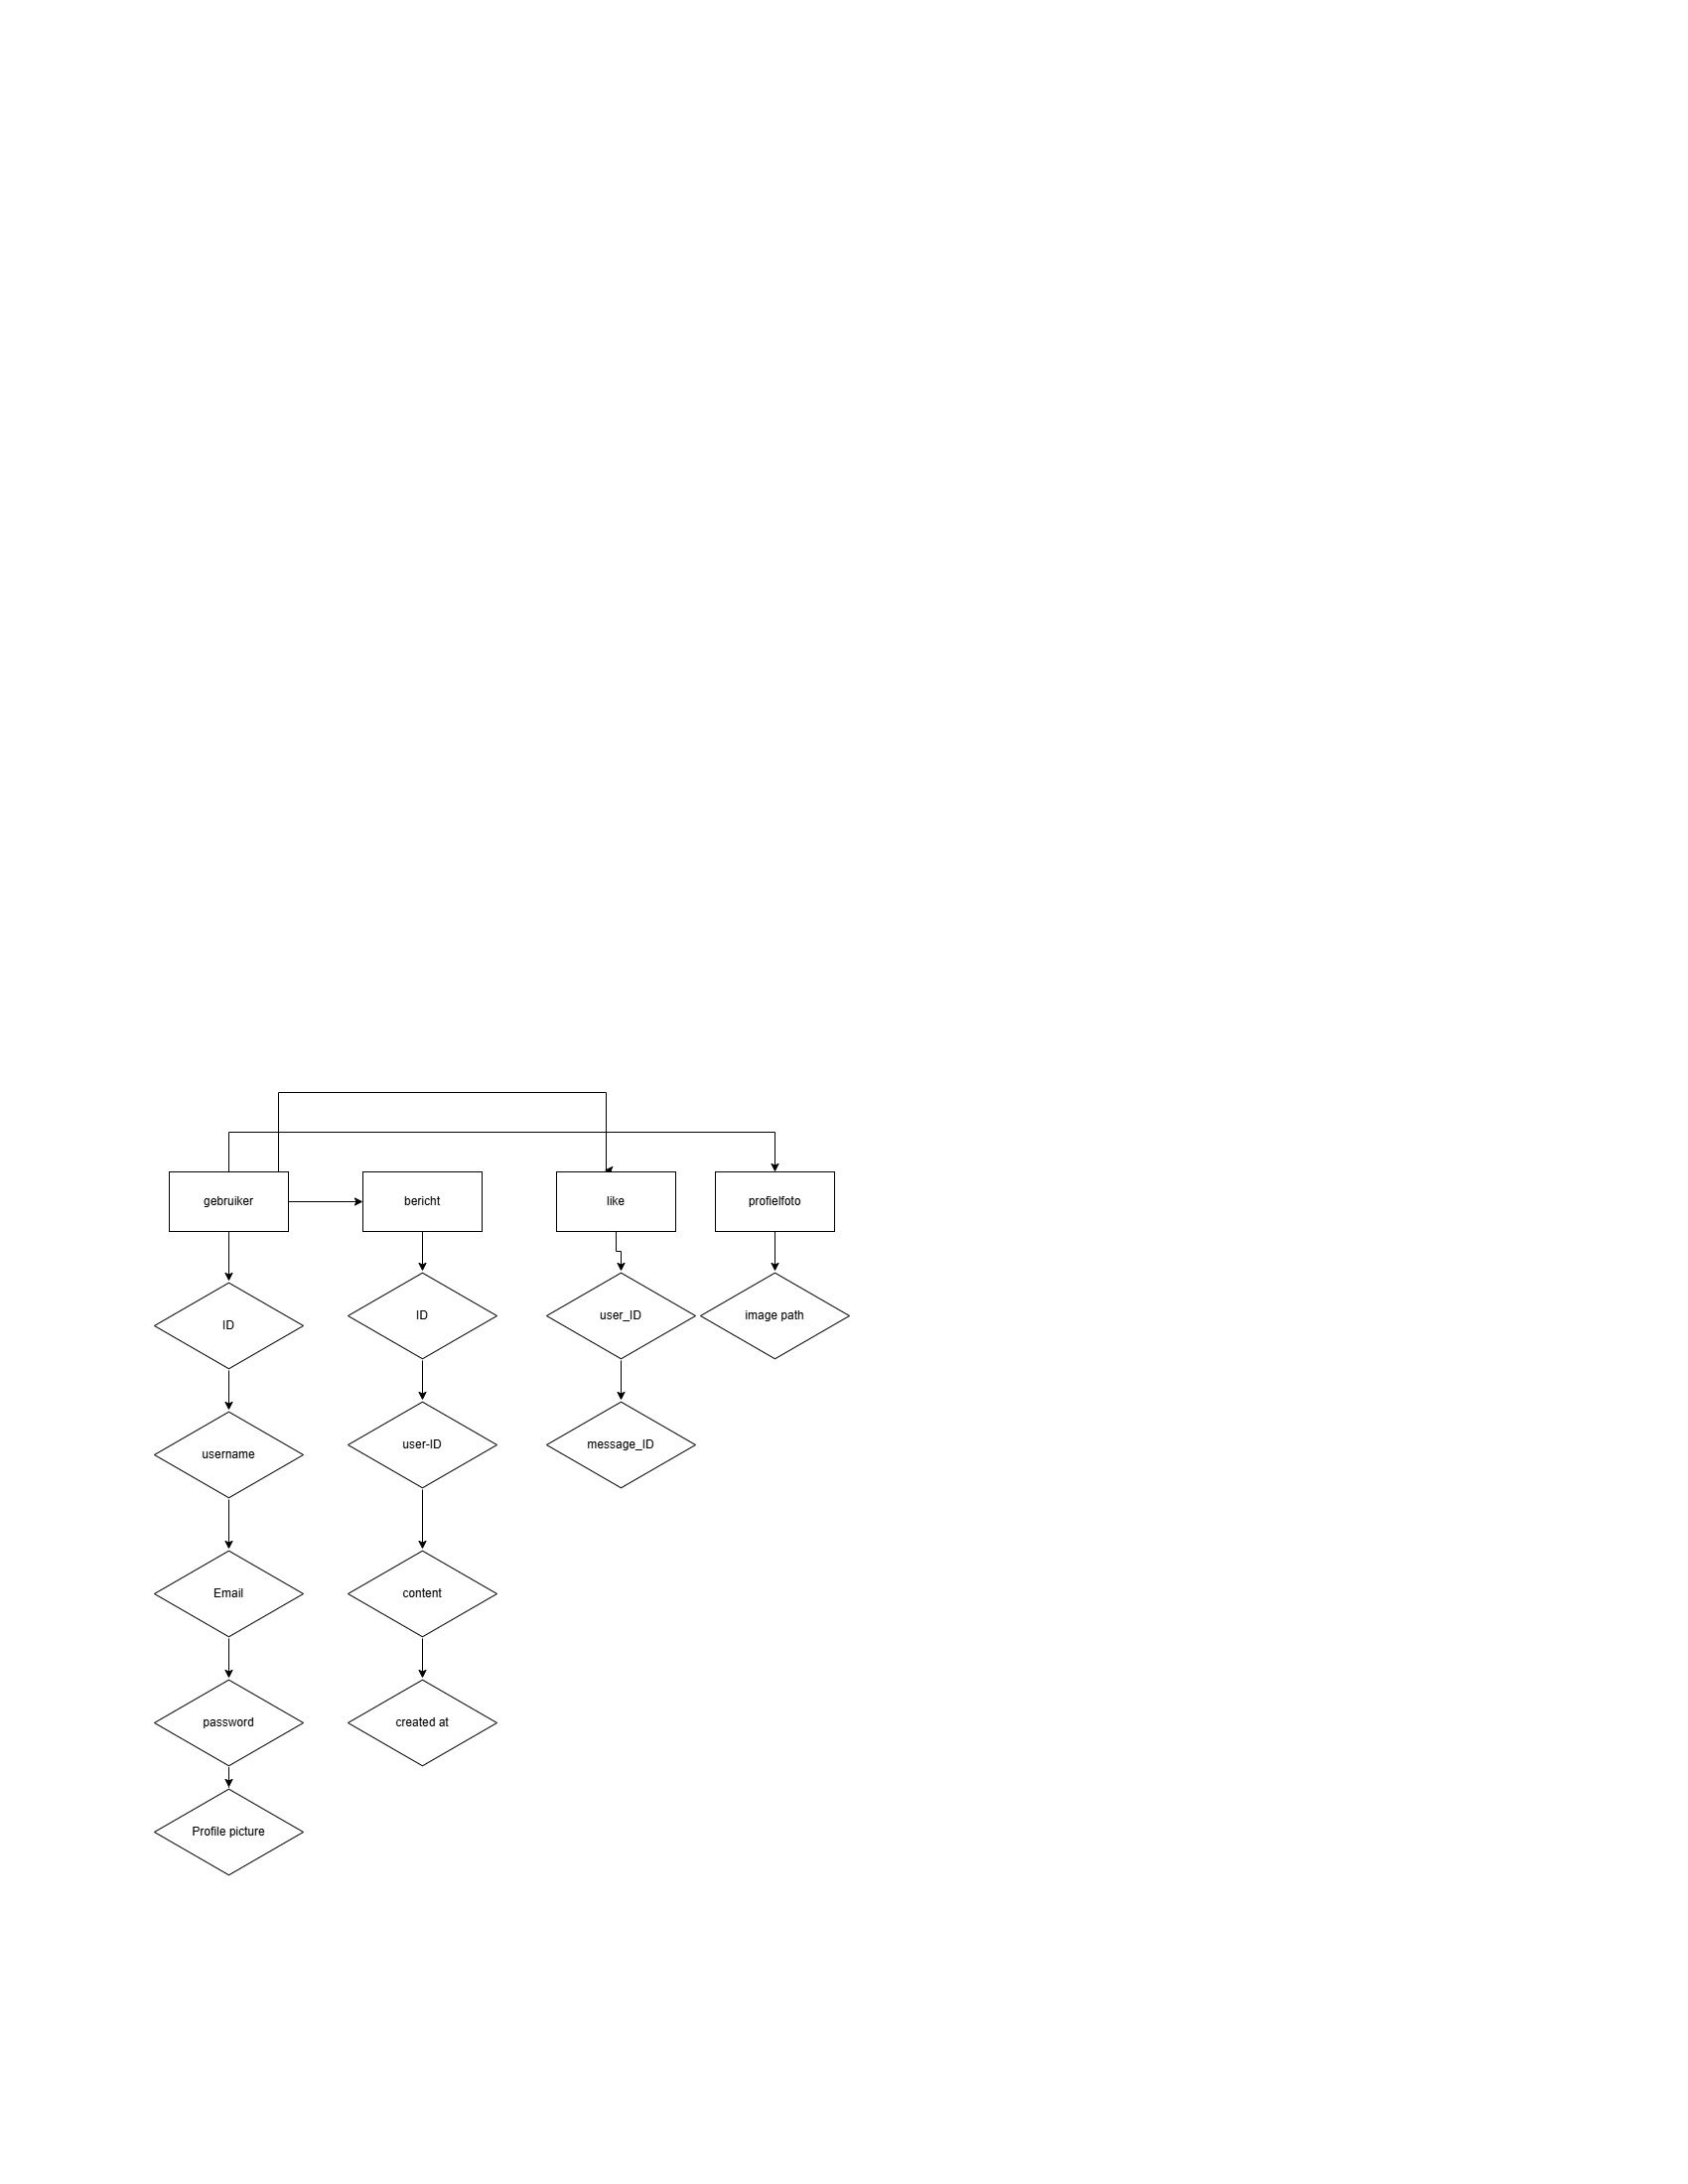 gebruiker
bericht
like
profielfoto
ID
ID
user_ID
image path
username
user-ID
message_ID
Email
content
password
created at
Profile picture